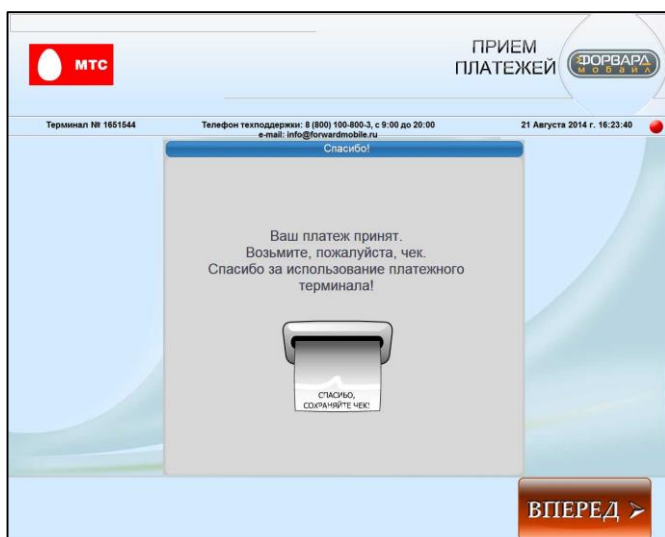 МТС
ПРИЕМ
ПЛАТЕЖЕЙ
ФОРВАРД
МОБАИЛ
Терминал № 1651544
Телефон техподдержки: 8 (800) 100-800-3, с 9:00 до 20:00
e-mail: info@forwardmobile.ru
21 Августа 2014 г. 16:23:40
Спасибо!
Ваш платеж принят.
Возьмите, пожалуйста, чек.
Спасибо за использование платежного
терминала!
СПАСИБО,
СОХРАНЯЙТЕ ЧЕК!
ВПЕРЕД >